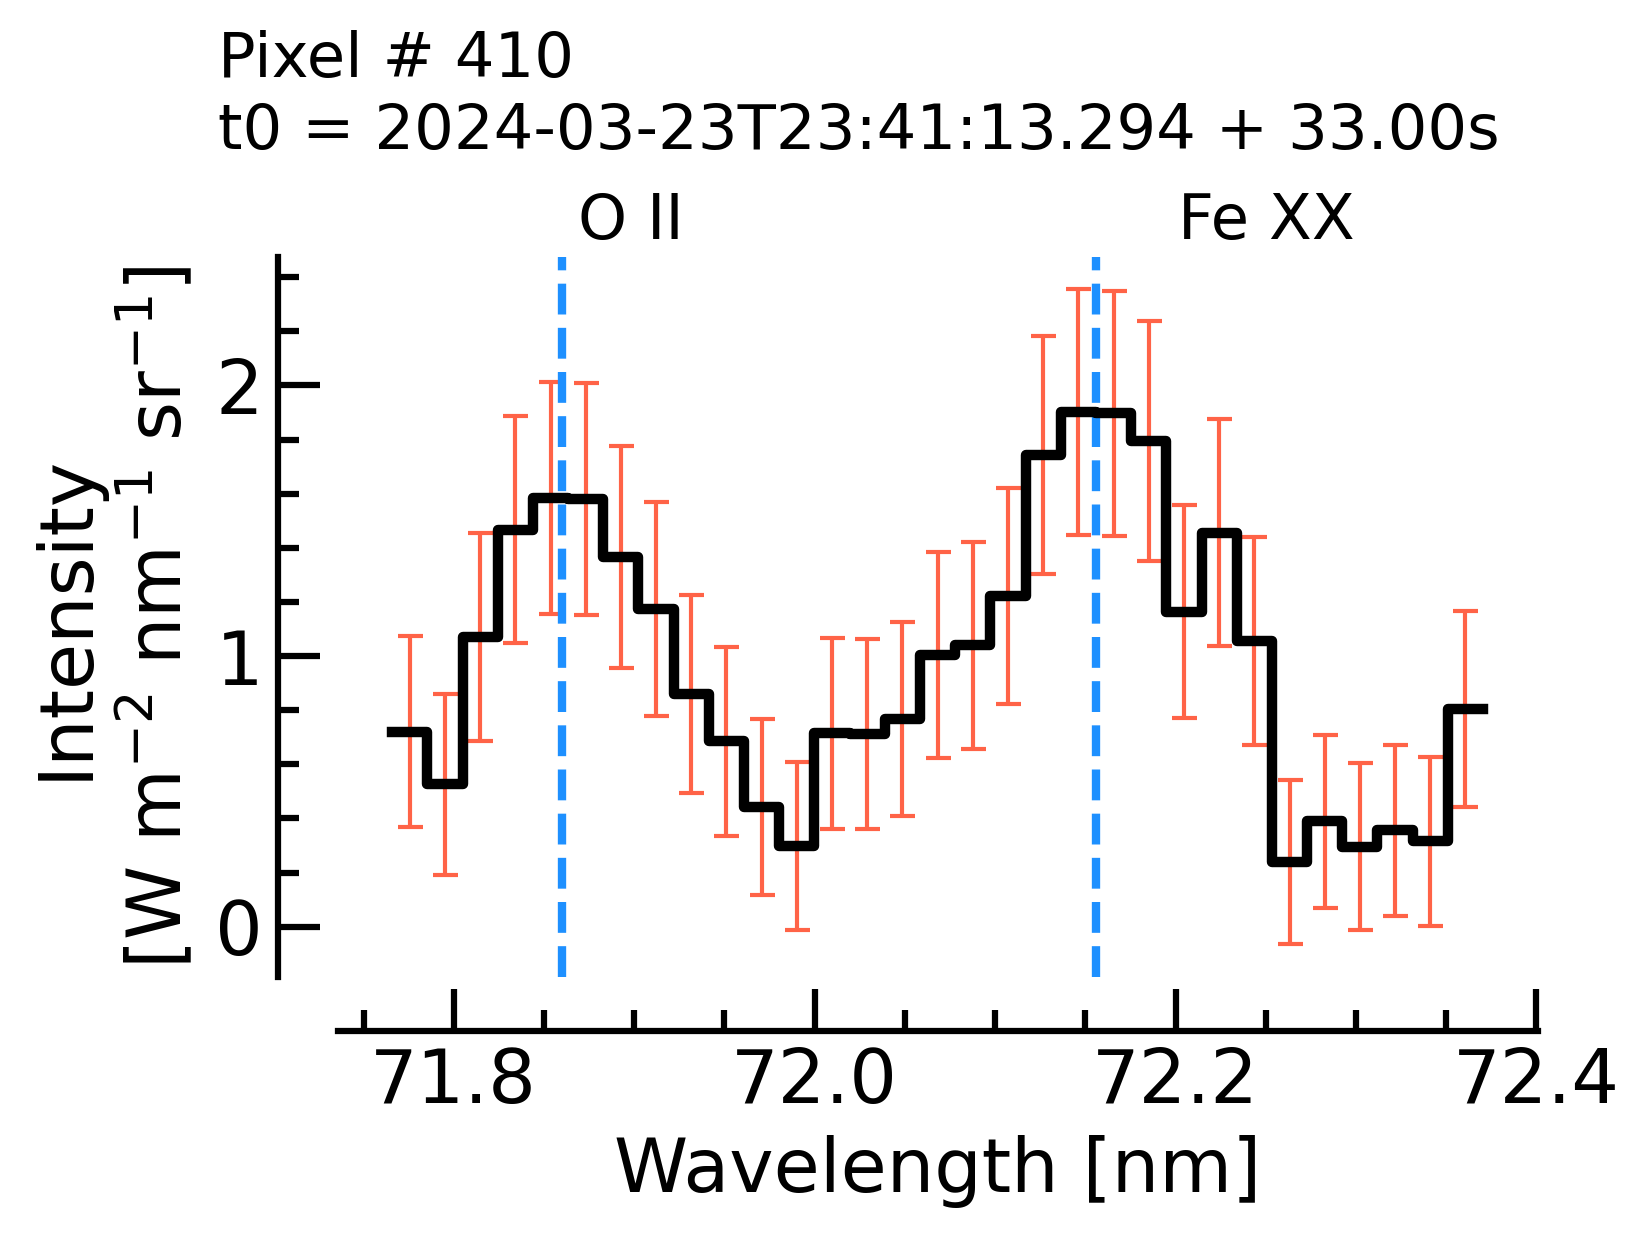 Pixel # 410
t0 = 2024-03-23T23:41:13.294 + 33.00s
O II
Fe XX
Intensity
[W m⁻² nm⁻¹ sr⁻¹]
2
1
0
71.8
72.0
72.2
72.4
Wavelength [nm]